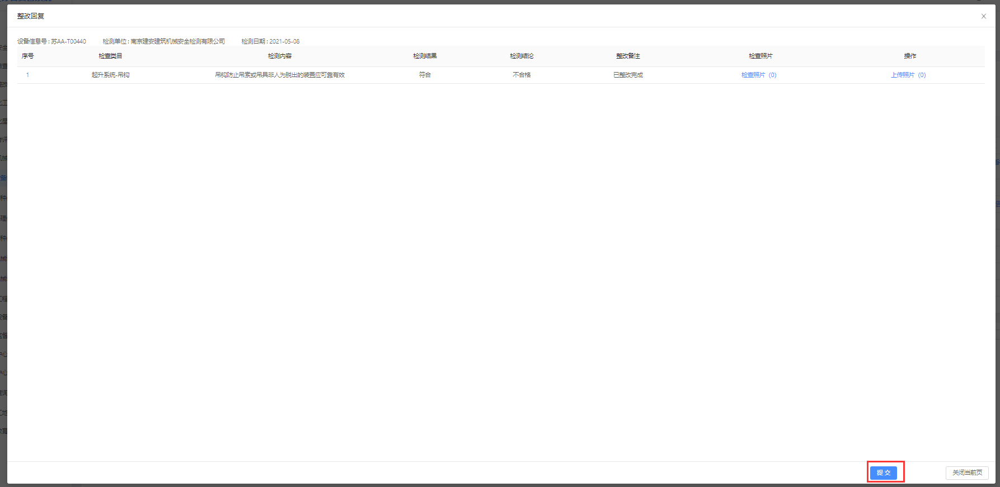 整改回复
设备信息号 : 苏AA-T00440 检测单位 : 南京建安建筑机械安全检测有限公司 检测日期 : 2021-05-08
序号 检查类目 检测内容 检测结果 检测结论 整改备注 检查照片 操作
1 起升系统-吊钩 吊钩防止吊索或吊具非人为脱出的装置应可靠有效 符合 不合格 已整改完成 检查照片 (0) 上传照片 (0)
提交 关闭当前页